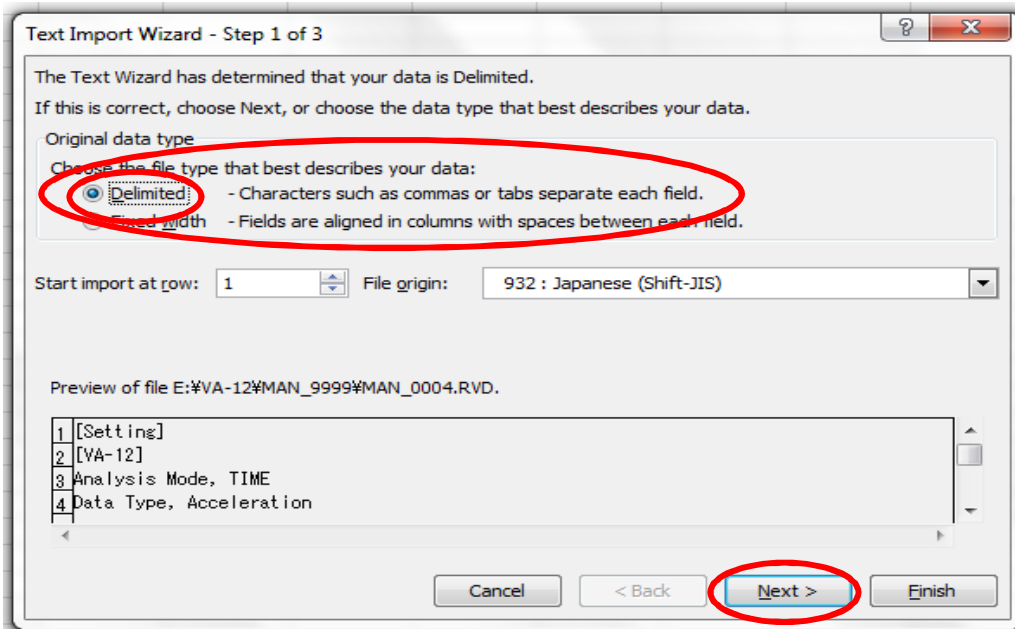 Text Import Wizard - Step 1 of 3
The Text Wizard has determined that your data is Delimited.
If this is correct, choose Next, or choose the data type that best describes your data.
Original data type
Choose the file type that best describes your data:
Delimited - Characters such as commas or tabs separate each field.
Fixed width - Fields are aligned in columns with spaces between each field.
Start import at row: 1 File origin: 932 : Japanese (Shift-JIS)
Preview of file E:¥VA-12¥MAN_9999¥MAN_0004.RVD.
1 [Setting]
2 [VA-12]
3 Analysis Mode, TIME
4 Data Type, Acceleration
Cancel < Back Next > Finish